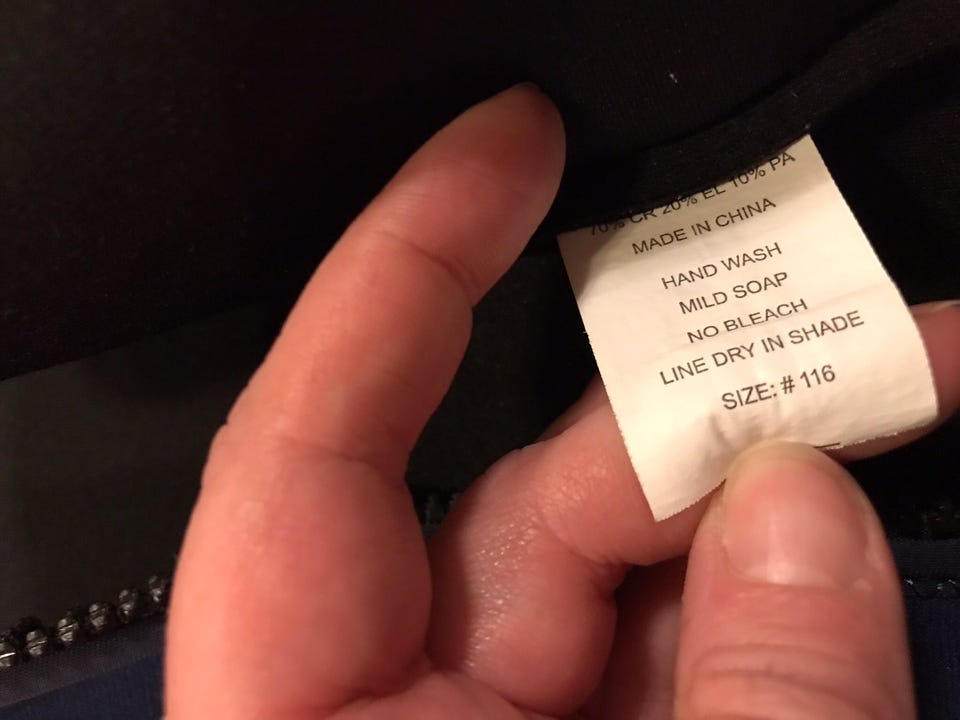 70% CR 20% EL 10% PA
MADE IN CHINA
HAND WASH
MILD SOAP
NO BLEACH
LINE DRY IN SHADE
SIZE: # 116